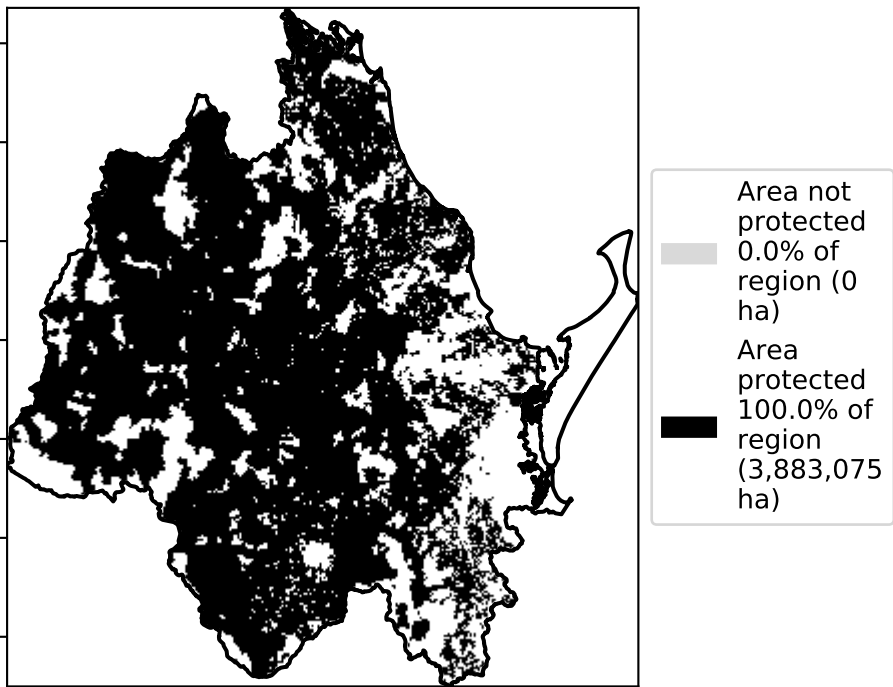 Area not
protected
0.0% of
region (0
ha)
Area
protected
100.0% of
region
(3,883,075
ha)